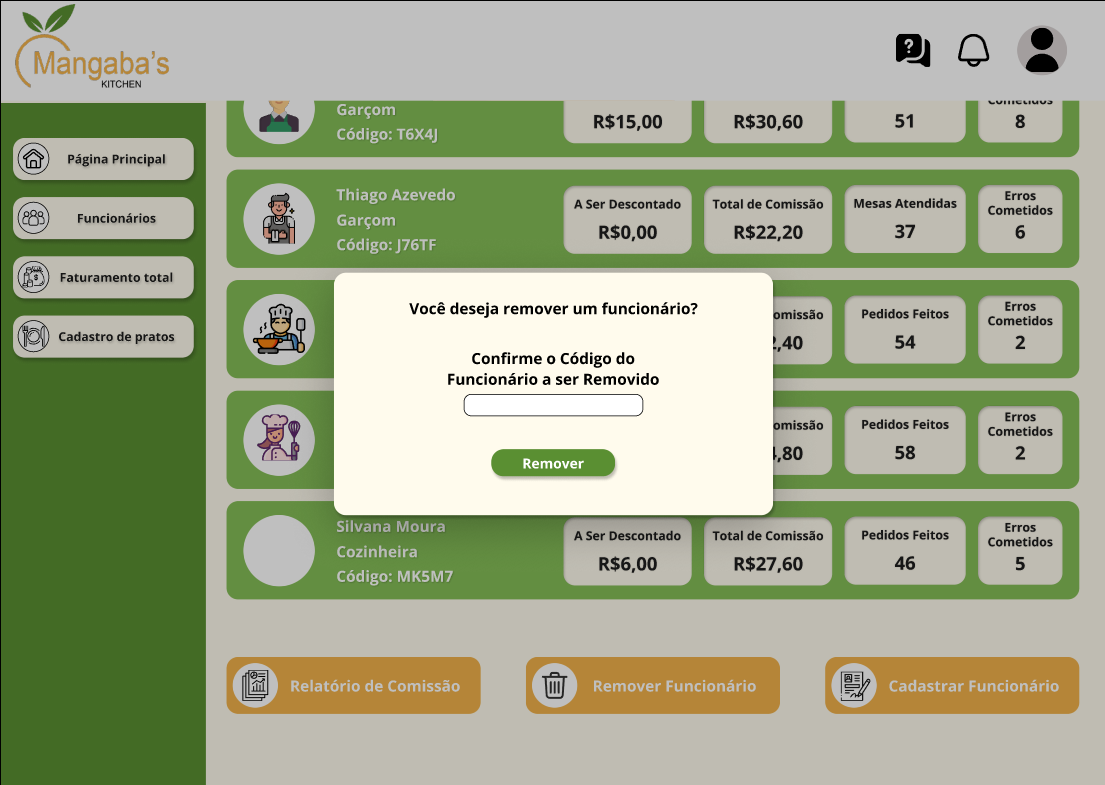 Mangaba's
KITCHEN
?
Página Principal
Funcionários
Faturamento total
Cadastro de pratos
Garçom
Código: T6X4J
R$15,00
R$30,60
51
Cometidos
8
Thiago Azevedo
Garçom
Código: J76TF
A Ser Descontado
R$0,00
Total de Comissão
R$22,20
Mesas Atendidas
37
Erros
Cometidos
6
Você deseja remover um funcionário?
Confirme o Código do
Funcionário a ser Removido
Remover
omissão
,40
Pedidos Feitos
54
Erros
Cometidos
2
omissão
,80
Pedidos Feitos
58
Erros
Cometidos
2
Silvana Moura
Cozinheira
Código: MK5M7
A Ser Descontado
R$6,00
Total de Comissão
R$27,60
Pedidos Feitos
46
Erros
Cometidos
5
Relatório de Comissão
Remover Funcionário
Cadastrar Funcionário